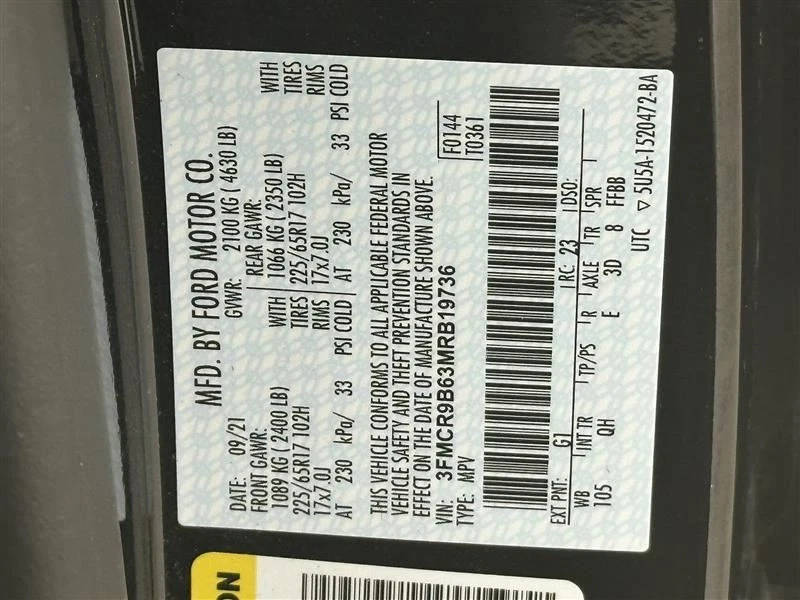 MFD. BY FORD MOTOR CO.
DATE: 09/21 GVWR: 2100 KG ( 4630 LB)
FRONT GAWR: REAR GAWR:
1089 KG ( 2400 LB) WITH 1066 KG ( 2350 LB) WITH
225/65R17 102H TIRES 225/65R17 102H TIRES
17x7.0J RIMS 17x7.0J RIMS
AT 230 kPa/ 33 PSI COLD AT 230 kPa/ 33 PSI COLD
THIS VEHICLE CONFORMS TO ALL APPLICABLE FEDERAL MOTOR
VEHICLE SAFETY AND THEFT PREVENTION STANDARDS IN
EFFECT ON THE DATE OF MANUFACTURE SHOWN ABOVE.
VIN: 3FMCR9B63MRB19736 F0144
TYPE: MPV T0361
EXT PNT: G1 RC: 23 DSO:
WB INT TR TP/PS R AXLE TR SPR
105 QH E 3D 8 FFBB
UTC ▽ 5U5A-1520472-BA
ON